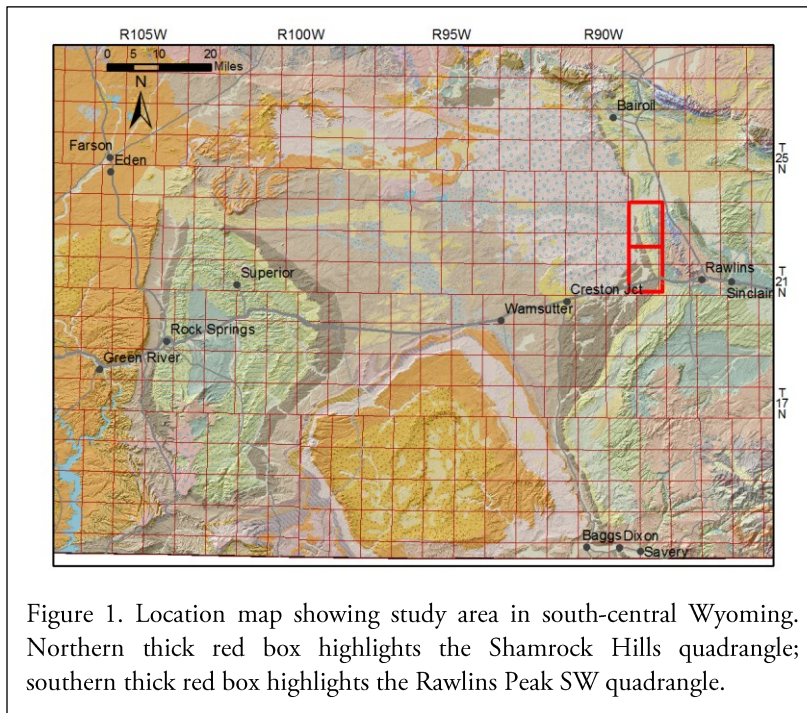 R105W R100W R95W R90W
0 5 10 20
Miles
N
Bairoil
Farson
Eden
T
25
N
Superior
Rawlins
T
21
N
Creston Jct
Sinclair
Wamsutter
Rock Springs
Green River
T
17
N
Baggs Dixon
Savery
Figure 1. Location map showing study area in south-central Wyoming.
Northern thick red box highlights the Shamrock Hills quadrangle;
southern thick red box highlights the Rawlins Peak SW quadrangle.